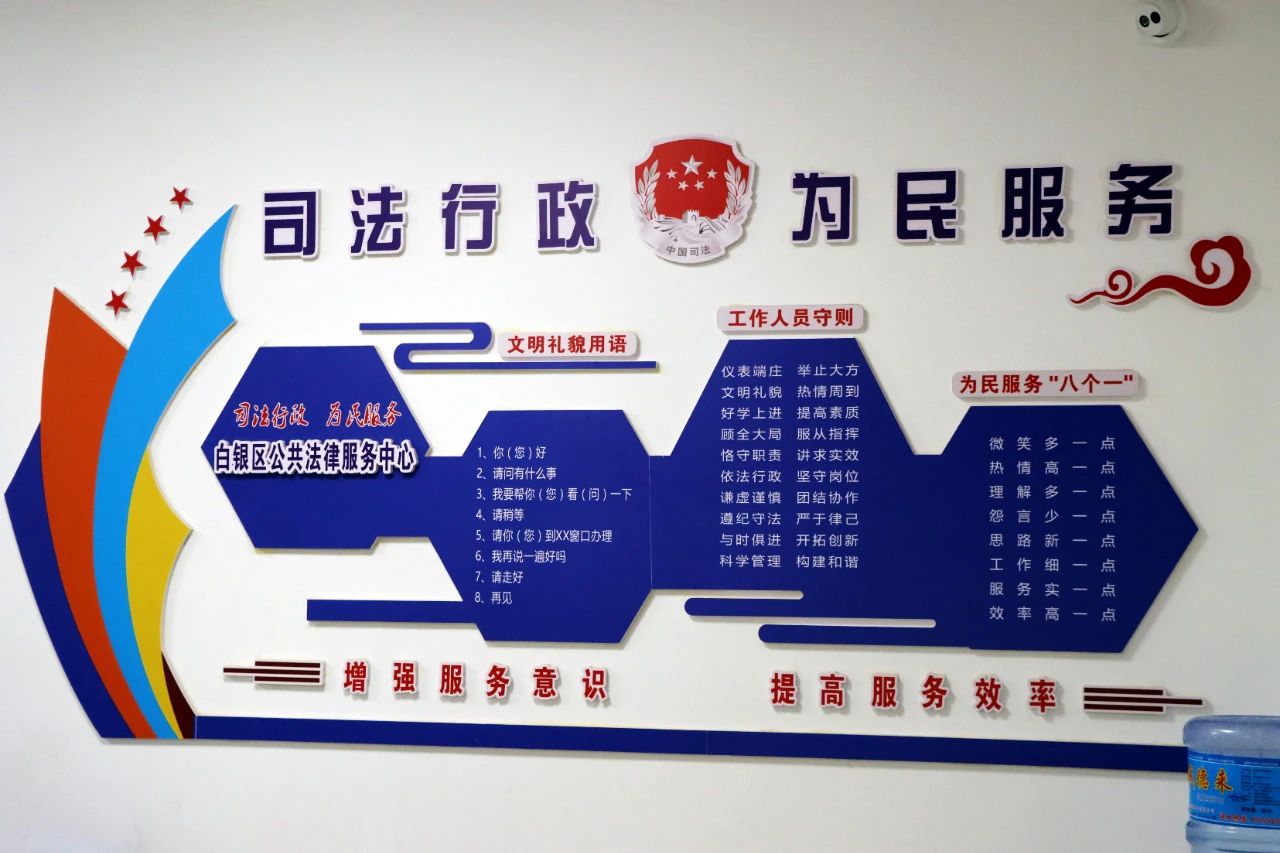 司法行政 为民服务
中国司法
司法行政 为民服务
白银区公共法律服务中心
文明礼貌用语
1、你（您）好
2、请问有什么事
3、我要帮你（您）看（问）一下
4、请稍等
5、请你（您）到XX窗口办理
6、我再说一遍好吗
7、请走好
8、再见
工作人员守则
仪表端庄 举止大方
文明礼貌 热情周到
好学上进 提高素质
顾全大局 服从指挥
恪守职责 讲求实效
依法行政 坚守岗位
谦虚谨慎 团结协作
遵纪守法 严于律己
与时俱进 开拓创新
科学管理 构建和谐
为民服务"八个一"
微笑多一点
热情高一点
理解多一点
怨言少一点
思路新一点
工作细一点
服务实一点
效率高一点
增强服务意识
提高服务效率
德来